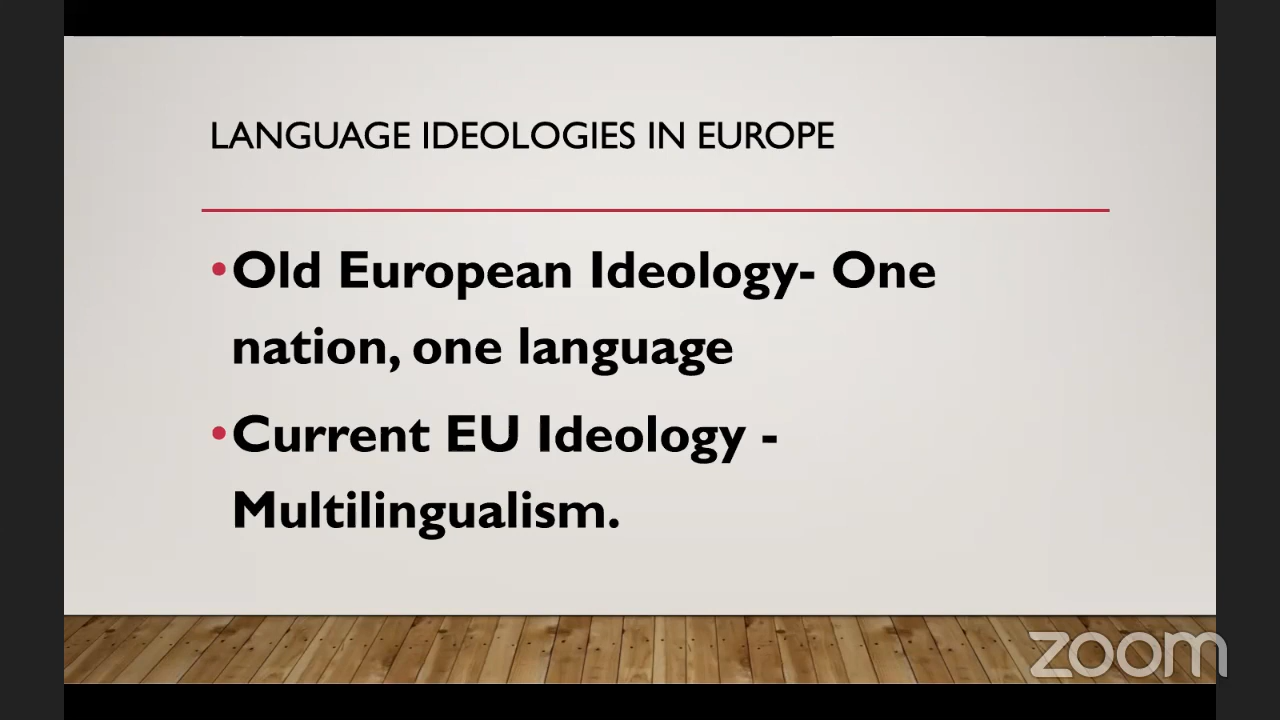 LANGUAGE IDEOLOGIES IN EUROPE
•Old European Ideology- One
nation, one language
•Current EU Ideology -
Multilingualism.
zoom